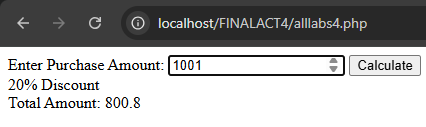 localhost/FINALACT4/alllabs4.php
Enter Purchase Amount: 1001 Calculate
20% Discount
Total Amount: 800.8